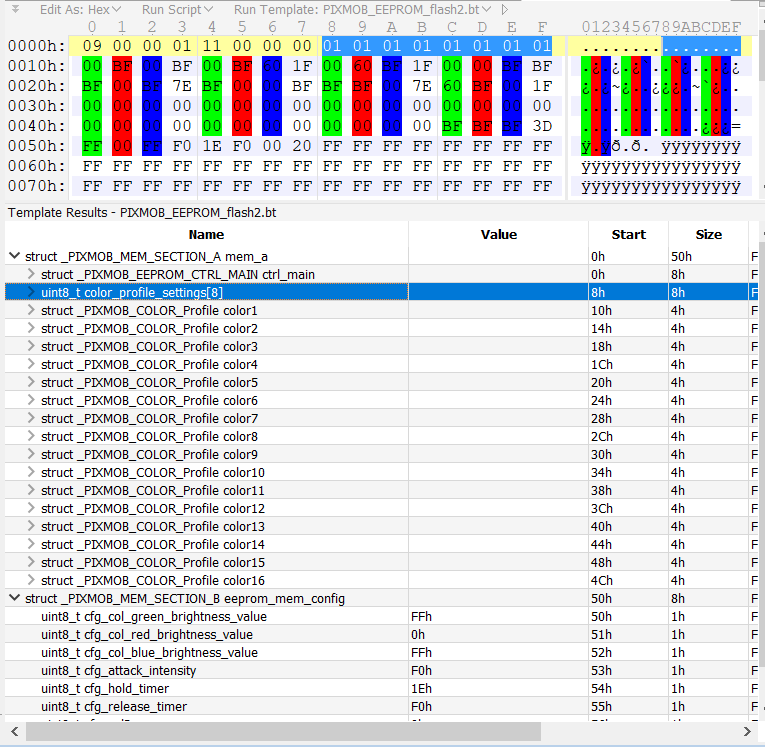 Edit As: Hex Run Script Run Template: PIXMOB_EEPROM_flash2.bt
0 1 2 3 4 5 6 7 8 9 A B C D E F 0123456789ABCDEF
0000h: 09 00 00 01 11 00 00 00 01 01 01 01 01 01 01 01 ................
0010h: 00 BF 00 BF 00 BF 60 1F 00 60 BF 1F 00 00 BF BF .¿.¿.¿`..`¿...¿¿
0020h: BF 00 BF 7E BF 00 00 BF BF BF 00 7E 60 BF 00 1F ¿.¿~¿..¿¿¿.~`¿..
0030h: 00 00 00 00 00 00 00 00 00 00 00 00 00 00 00 00 ................
0040h: 00 00 00 00 00 00 00 00 00 00 00 00 BF BF BF 3D ............¿¿¿=
0050h: FF 00 FF F0 1E F0 00 20 FF FF FF FF FF FF FF FF ÿ.ÿð.ð. ÿÿÿÿÿÿÿÿ
0060h: FF FF FF FF FF FF FF FF FF FF FF FF FF FF FF FF ÿÿÿÿÿÿÿÿÿÿÿÿÿÿÿÿ
0070h: FF FF FF FF FF FF FF FF FF FF FF FF FF FF FF FF ÿÿÿÿÿÿÿÿÿÿÿÿÿÿÿÿ
Template Results - PIXMOB_EEPROM_flash2.bt
Name Value Start Size
struct _PIXMOB_MEM_SECTION_A mem_a 0h 50h F
struct _PIXMOB_EEPROM_CTRL_MAIN ctrl_main 0h 8h F
uint8_t color_profile_settings[8] 8h 8h F
struct _PIXMOB_COLOR_Profile color1 10h 4h F
struct _PIXMOB_COLOR_Profile color2 14h 4h F
struct _PIXMOB_COLOR_Profile color3 18h 4h F
struct _PIXMOB_COLOR_Profile color4 1Ch 4h F
struct _PIXMOB_COLOR_Profile color5 20h 4h F
struct _PIXMOB_COLOR_Profile color6 24h 4h F
struct _PIXMOB_COLOR_Profile color7 28h 4h F
struct _PIXMOB_COLOR_Profile color8 2Ch 4h F
struct _PIXMOB_COLOR_Profile color9 30h 4h F
struct _PIXMOB_COLOR_Profile color10 34h 4h F
struct _PIXMOB_COLOR_Profile color11 38h 4h F
struct _PIXMOB_COLOR_Profile color12 3Ch 4h F
struct _PIXMOB_COLOR_Profile color13 40h 4h F
struct _PIXMOB_COLOR_Profile color14 44h 4h F
struct _PIXMOB_COLOR_Profile color15 48h 4h F
struct _PIXMOB_COLOR_Profile color16 4Ch 4h F
struct _PIXMOB_MEM_SECTION_B eeprom_mem_config 50h 8h F
uint8_t cfg_col_green_brightness_value FFh 50h 1h F
uint8_t cfg_col_red_brightness_value 0h 51h 1h F
uint8_t cfg_col_blue_brightness_value FFh 52h 1h F
uint8_t cfg_attack_intensity F0h 53h 1h F
uint8_t cfg_hold_timer 1Eh 54h 1h F
uint8_t cfg_release_timer F0h 55h 1h F